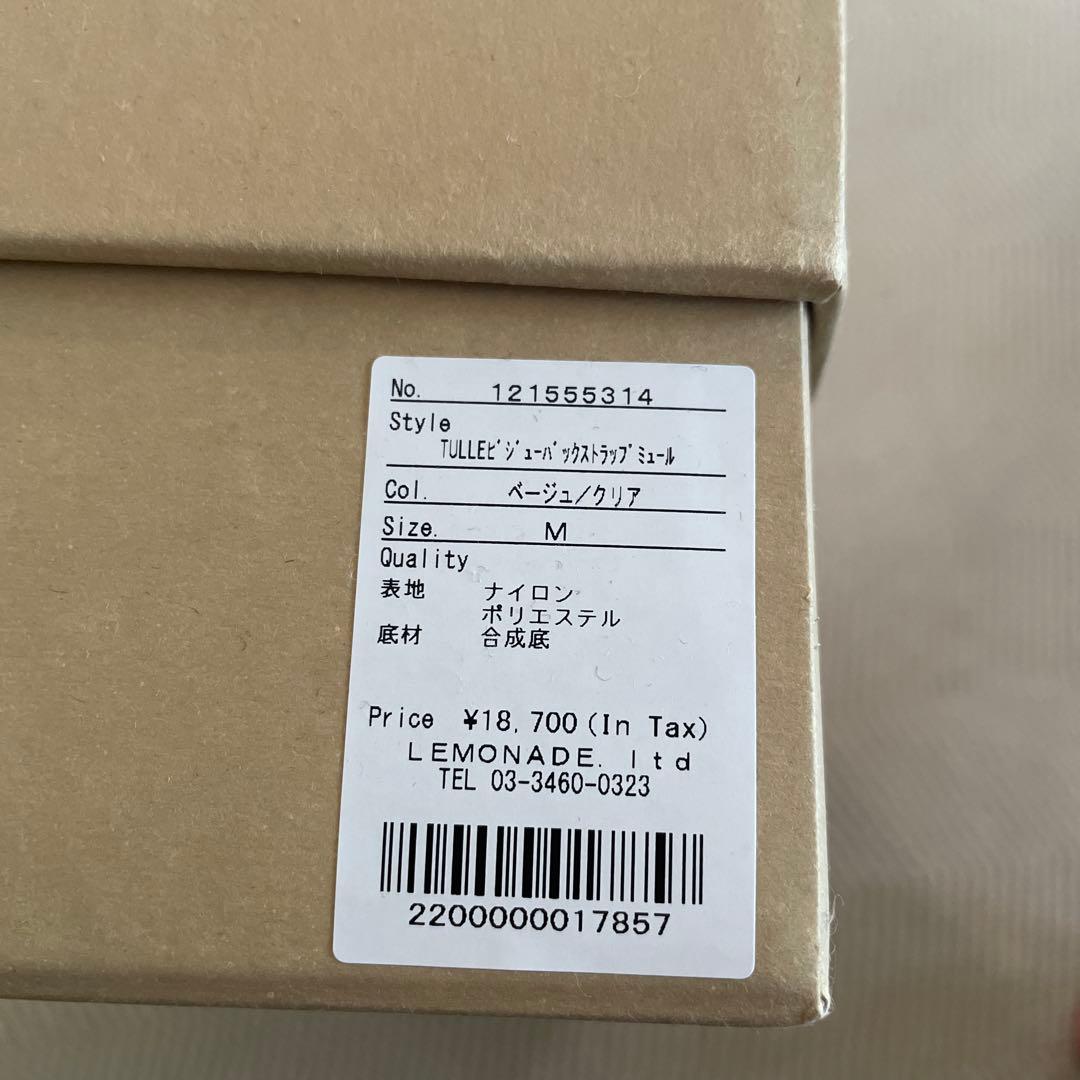 No. 121555314
Style
TULLEﾋﾞｼﾞｭｰﾊﾞｯｸｽﾄﾗｯﾌﾟﾐｭｰﾙ
Col. ベージュ/クリア
Size. M
Quality
表地 ナイロン
ポリエステル
底材 合成底
Price ¥18,700(In Tax)
LEMONADE. ltd
TEL 03-3460-0323
2200000017857